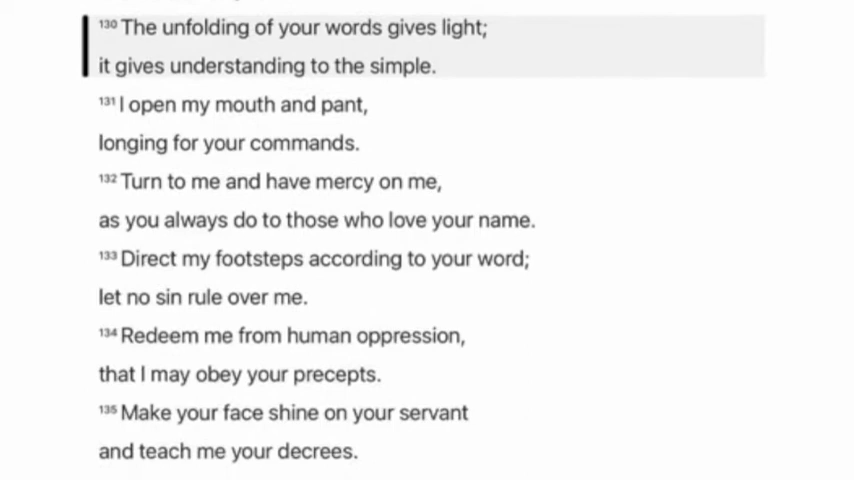 130 The unfolding of your words gives light;
it gives understanding to the simple.
131 I open my mouth and pant,
longing for your commands.
132 Turn to me and have mercy on me,
as you always do to those who love your name.
133 Direct my footsteps according to your word;
let no sin rule over me.
134 Redeem me from human oppression,
that I may obey your precepts.
135 Make your face shine on your servant
and teach me your decrees.